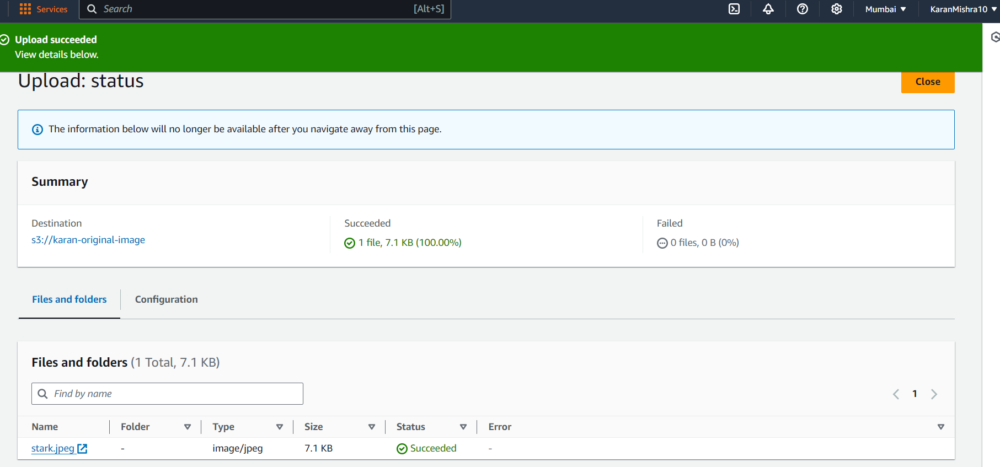 Services
Search
[Alt+S]
Mumbai
KaranMishra10
Upload succeeded
View details below.
Upload: status
Close
The information below will no longer be available after you navigate away from this page.
Summary
Destination
s3://karan-original-image
Succeeded
1 file, 7.1 KB (100.00%)
Failed
0 files, 0 B (0%)
Files and folders
Configuration
Files and folders (1 Total, 7.1 KB)
Find by name
1
Name Folder Type Size Status Error
stark.jpeg - image/jpeg 7.1 KB Succeeded -